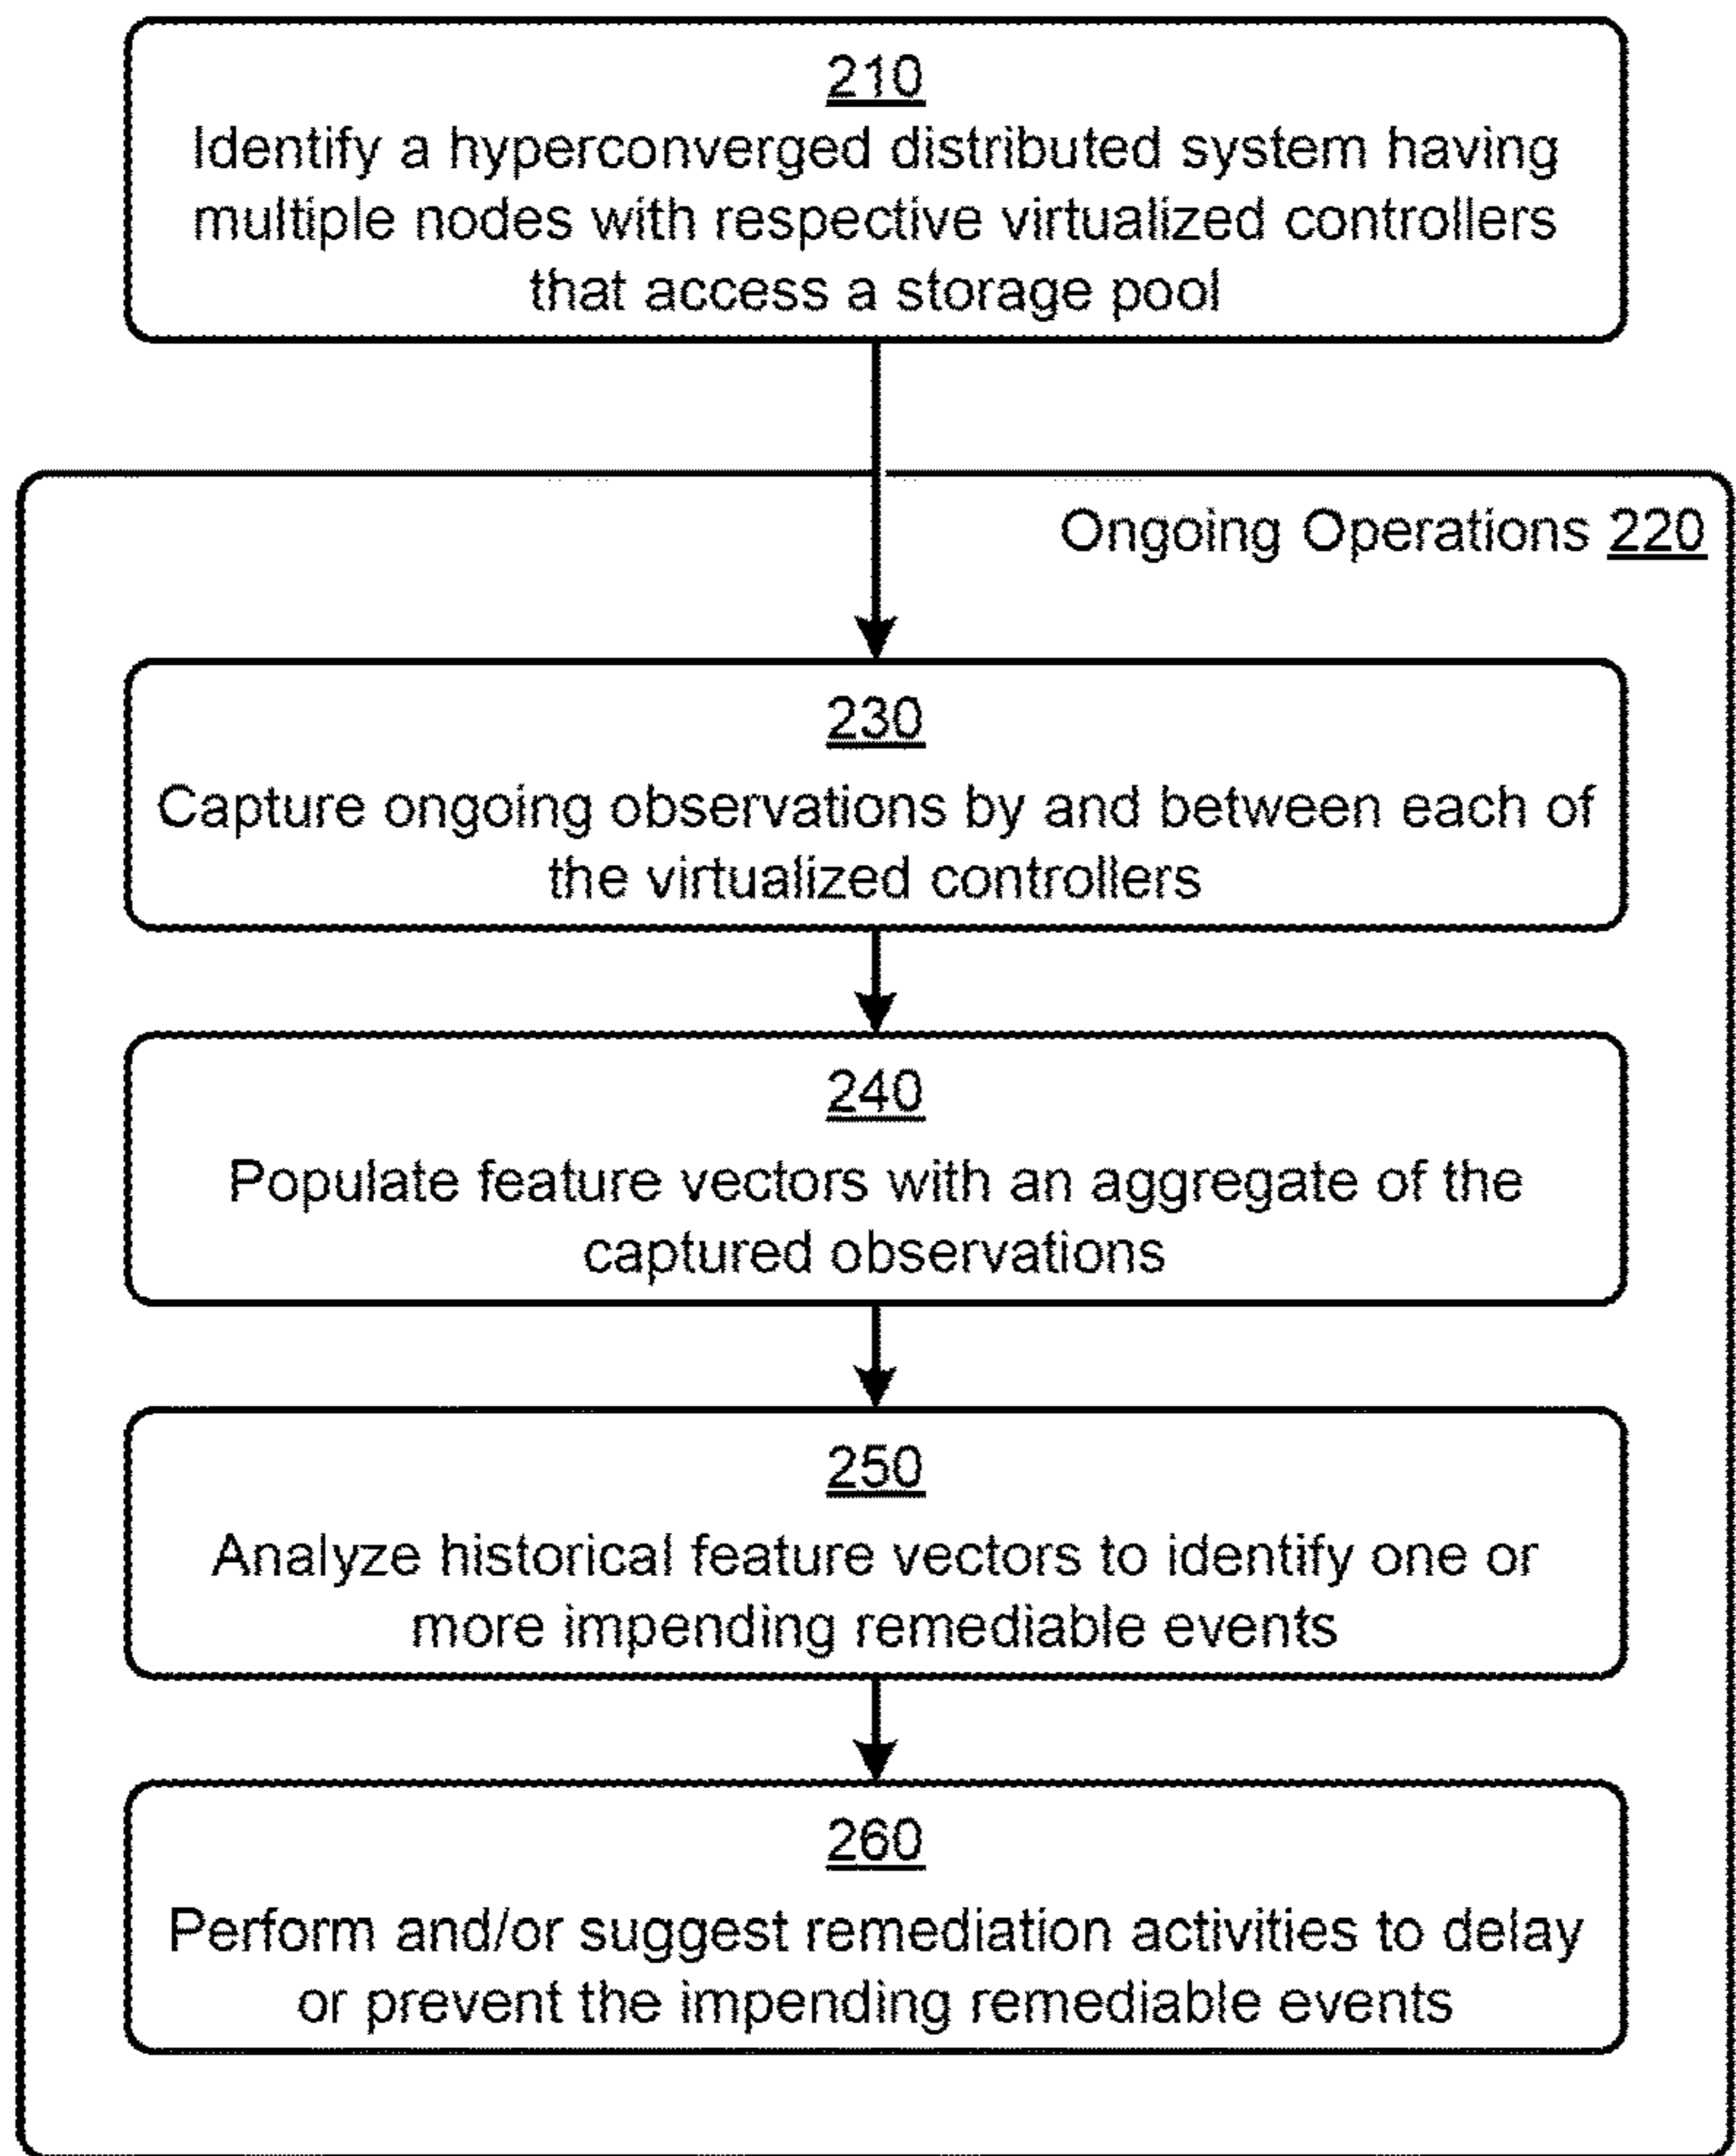 210
Identify a hyperconverged distributed system having
multiple nodes with respective virtualized controllers
that access a storage pool
Ongoing Operations 220
230
Capture ongoing observations by and between each of
the virtualized controllers
240
Populate feature vectors with an aggregate of the
captured observations
250
Analyze historical feature vectors to identify one or
more impending remediable events
260
Perform and/or suggest remediation activities to delay
or prevent the impending remediable events